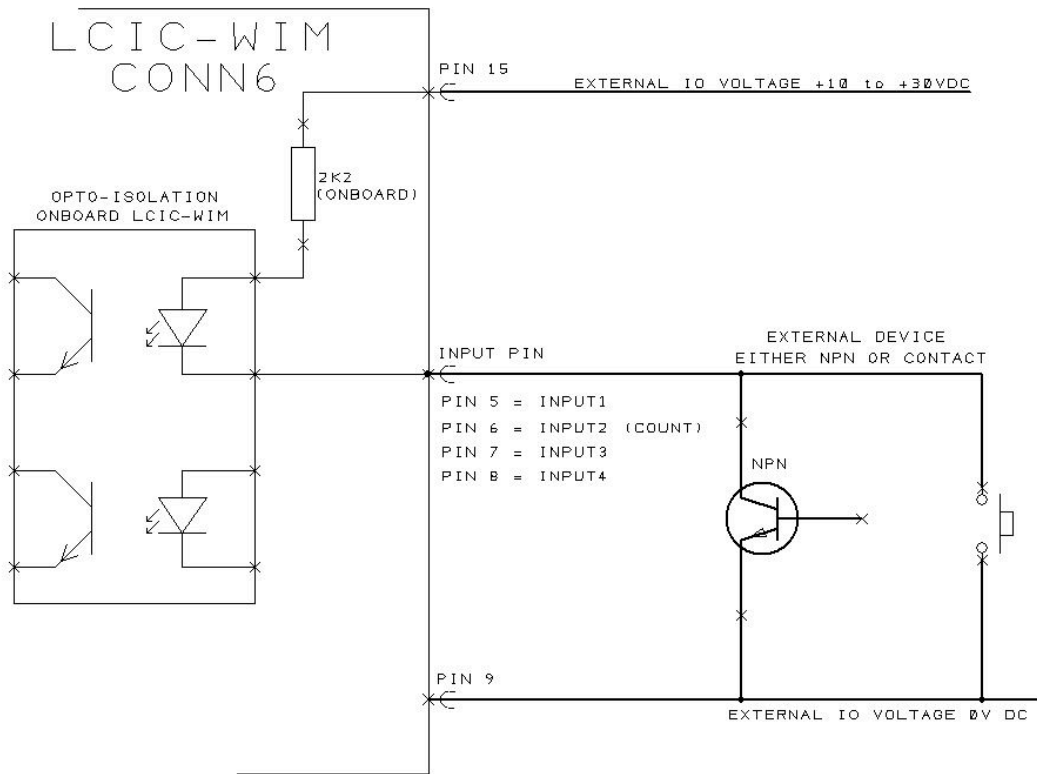 LCIC-WIM
CONN6
PIN 15
EXTERNAL IO VOLTAGE +10 to +30VDC
2K2
(ONBOARD)
OPTO-ISOLATION
ONBOARD LCIC-WIM
INPUT PIN
EXTERNAL DEVICE
EITHER NPN OR CONTACT
PIN 5 = INPUT1
PIN 6 = INPUT2 (COUNT)
PIN 7 = INPUT3
PIN 8 = INPUT4
NPN
PIN 9
EXTERNAL IO VOLTAGE 0V DC